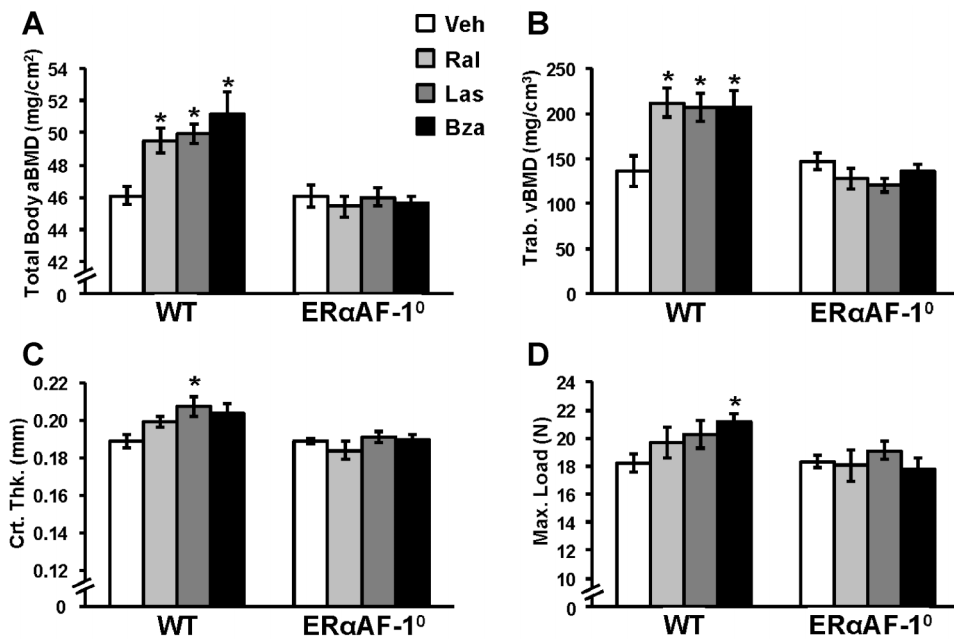 A
Veh
Ral
Las
Bza
Total Body aBMD (mg/cm²)
54
52
50
48
46
44
42
0
* * *
WT
ERαAF-1⁰
B
Trab. vBMD (mg/cm³)
250
200
150
100
50
0
* * *
WT
ERαAF-1⁰
C
Crt. Thk. (mm)
0.22
0.20
0.18
0.16
0.14
0.12
0
*
WT
ERαAF-1⁰
D
Max. Load (N)
24
22
20
18
16
14
12
10
0
*
WT
ERαAF-1⁰